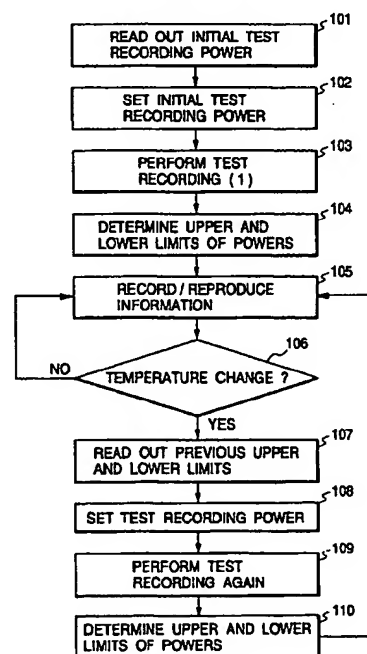 101
READ OUT INITIAL TEST
RECORDING POWER
102
SET INITIAL TEST
RECORDING POWER
103
PERFORM TEST
RECORDING (1)
104
DETERMINE UPPER AND
LOWER LIMITS OF POWERS
105
RECORD/REPRODUCE
INFORMATION
106
NO
TEMPERATURE CHANGE ?
YES
107
READ OUT PREVIOUS UPPER
AND LOWER LIMITS
108
SET TEST RECORDING POWER
109
PERFORM TEST
RECORDING AGAIN
110
DETERMINE UPPER AND LOWER
LIMITS OF POWERS